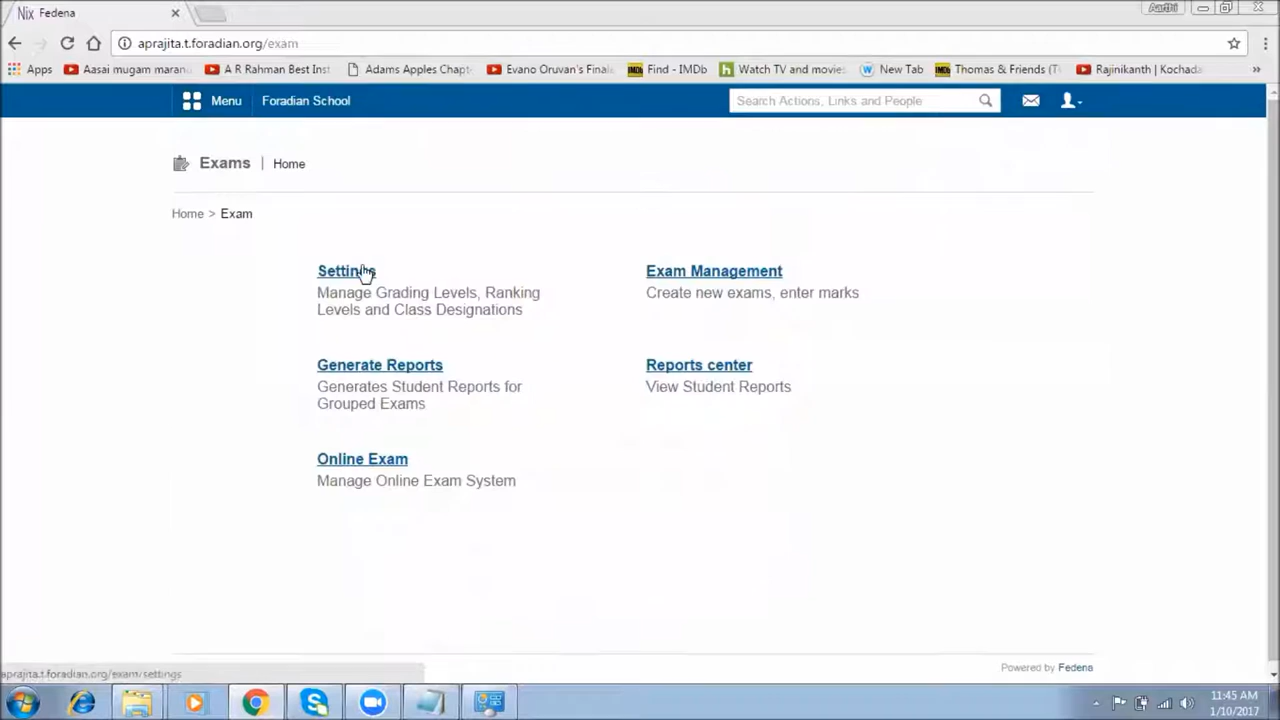 Nix Fedena
Aarthi
aprajita.t.foradian.org/exam
Apps Aasai mugam maran A R Rahman Best Inst Adams Apples Chapt Evano Oruvan's Final Find - IMDb Watch TV and movies New Tab Thomas & Friends (T Rajinikanth | Kochada »
Menu Foradian School Search Actions, Links and People
Exams | Home
Home > Exam
Settings
Manage Grading Levels, Ranking
Levels and Class Designations
Exam Management
Create new exams, enter marks
Generate Reports
Generates Student Reports for
Grouped Exams
Reports center
View Student Reports
Online Exam
Manage Online Exam System
aprajita.t.foradian.org/exam/settings
Powered by Fedena
11:45 AM
1/10/2017